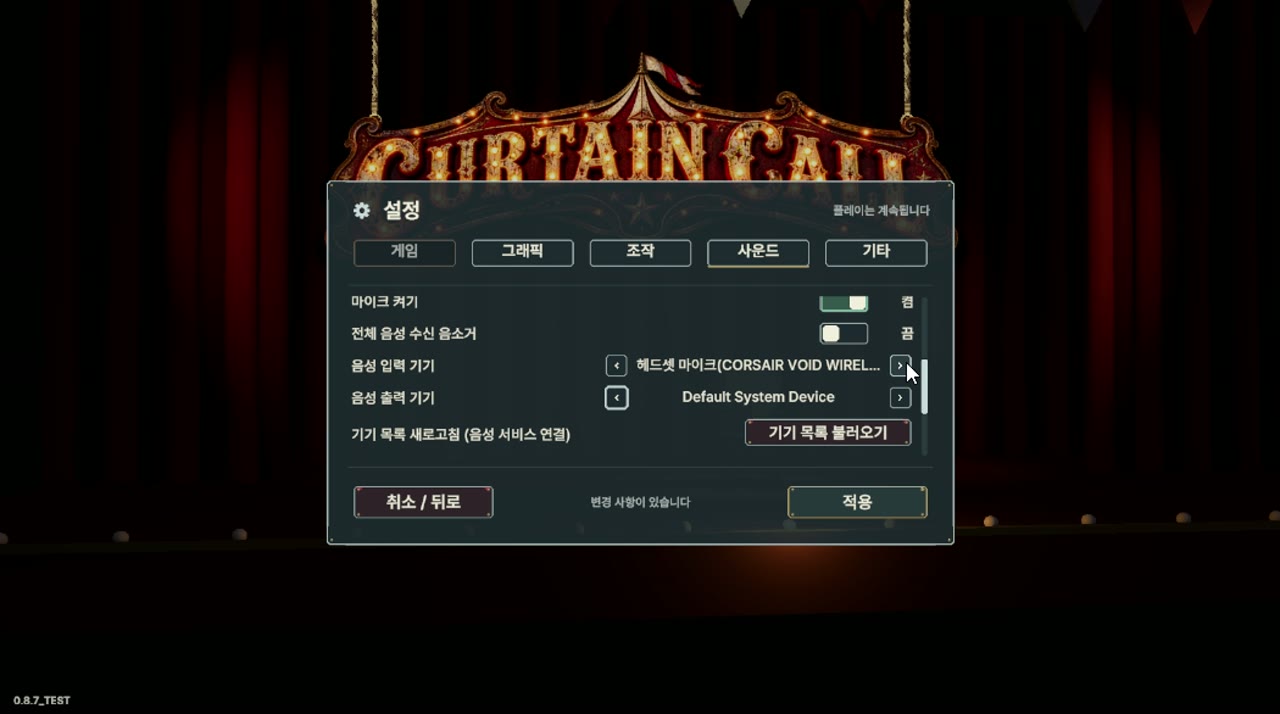 CURTAIN CALL
설정
플레이는 계속됩니다
게임 그래픽 조작 사운드 기타
마이크 켜기 켬
전체 음성 수신 음소거 끔
음성 입력 기기 ‹ 헤드셋 마이크(CORSAIR VOID WIREL... ›
음성 출력 기기 ‹ Default System Device ›
기기 목록 새로고침 (음성 서비스 연결) 기기 목록 불러오기
취소 / 뒤로 변경 사항이 있습니다 적용
0.8.7_TEST